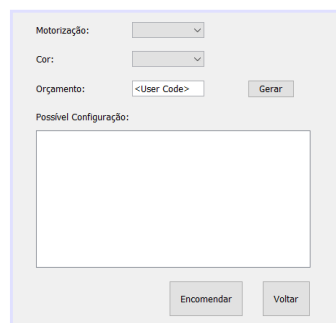 Motorização:
Cor:
Orçamento: <User Code> Gerar
Possível Configuração:
Encomendar Voltar